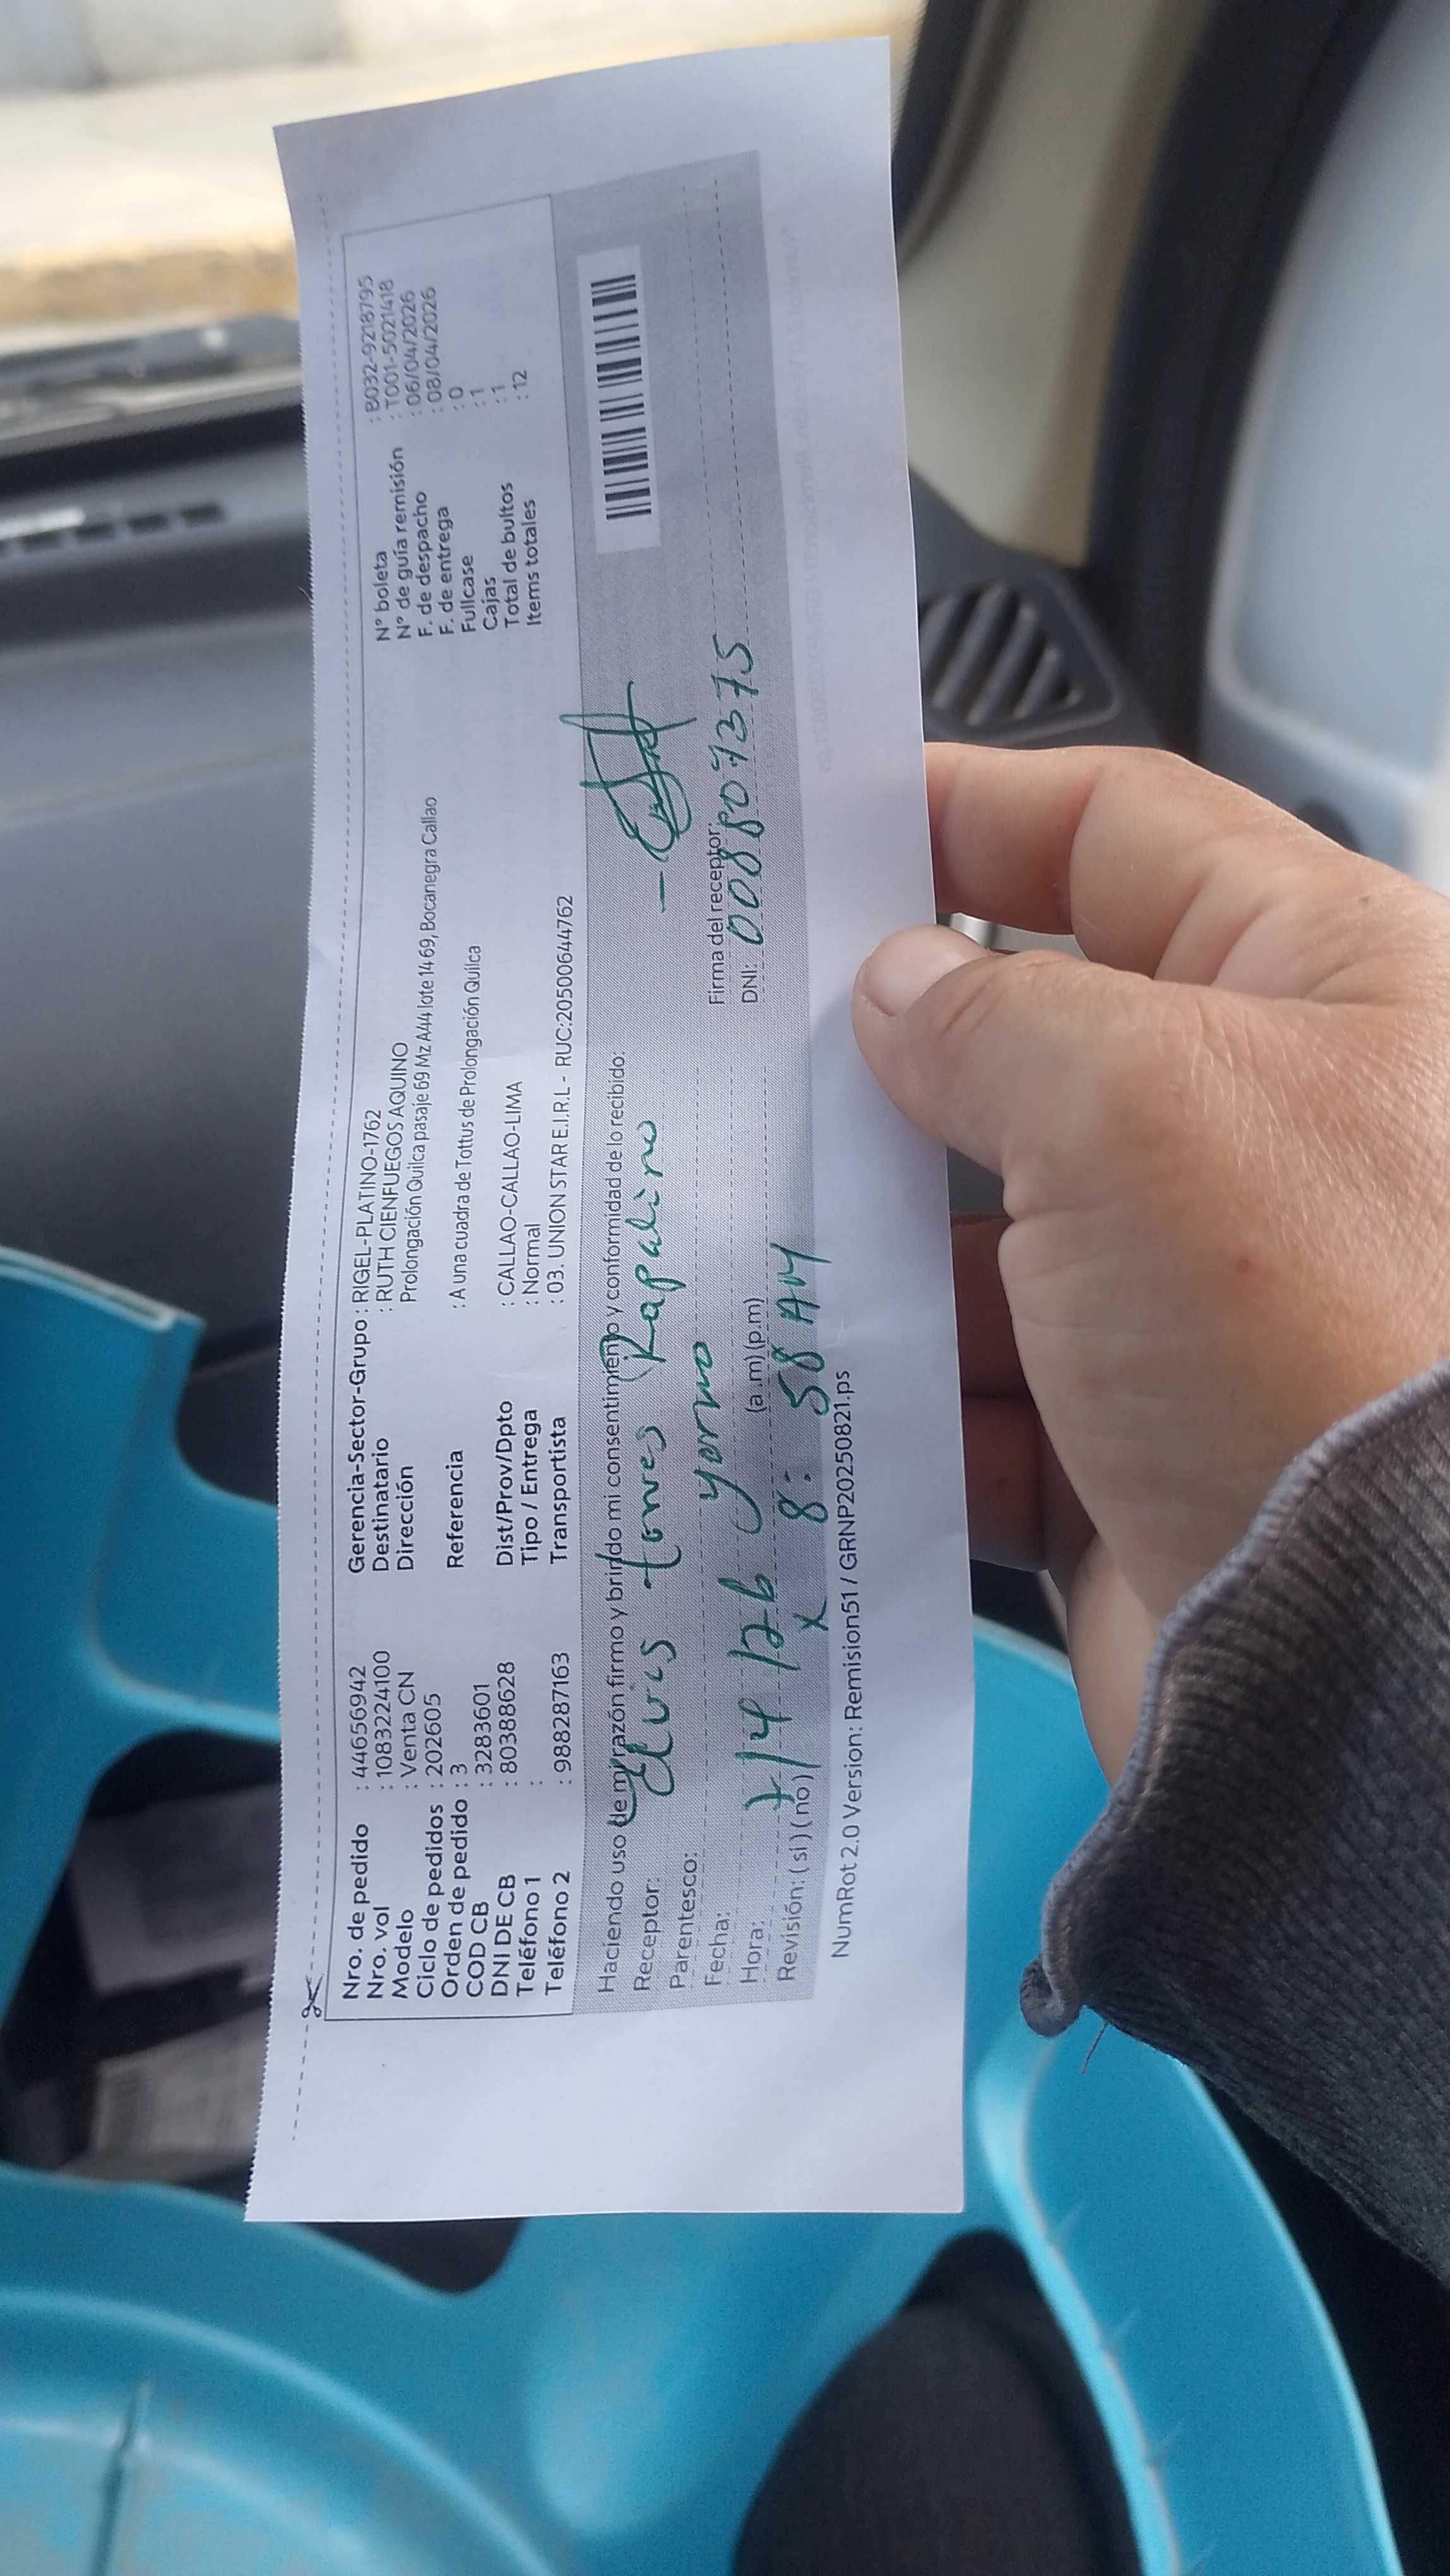 Nro. de pedido : 44656942
Nro. vol : 1083224100
Modelo : Venta CN
Ciclo de pedidos : 202605
Orden de pedido : 3
COD CB : 3283601
DNI DE CB : 80388628
Teléfono 1 :
Teléfono 2 : 988287163
Gerencia-Sector-Grupo : RIGEL-PLATINO-1762
Destinatario : RUTH CIENFUEGOS AQUINO
Dirección Prolongación Quilca pasaje 69 Mz A44 lote 14 69, Bocanegra Callao
Referencia : A una cuadra de Tottus de Prolongación Quilca
Dist/Prov/Dpto : CALLAO-CALLAO-LIMA
Tipo / Entrega : Normal
Transportista : 03. UNION STAR E.I.R.L - RUC:20500644762
N° boleta : B032-9218795
N° de guía remisión : T001-5021418
F. de despacho : 06/04/2026
F. de entrega : 08/04/2026
Fullcase : 0
Cajas : 1
Total de bultos : 1
Items totales : 12
Haciendo uso de mi razón firmo y brindo mi consentimiento y conformidad de lo recibido:
Receptor: Elvis torres Rapalino
Parentesco: yerno
Fecha: 7/4/26
Hora: (a.m) (p.m) 8:58 AM
Revisión: (si) (no) x
Firma del receptor:
DNI: 008807375
NumRot 2.0 Version: Remision51 / GRNP20250821.ps